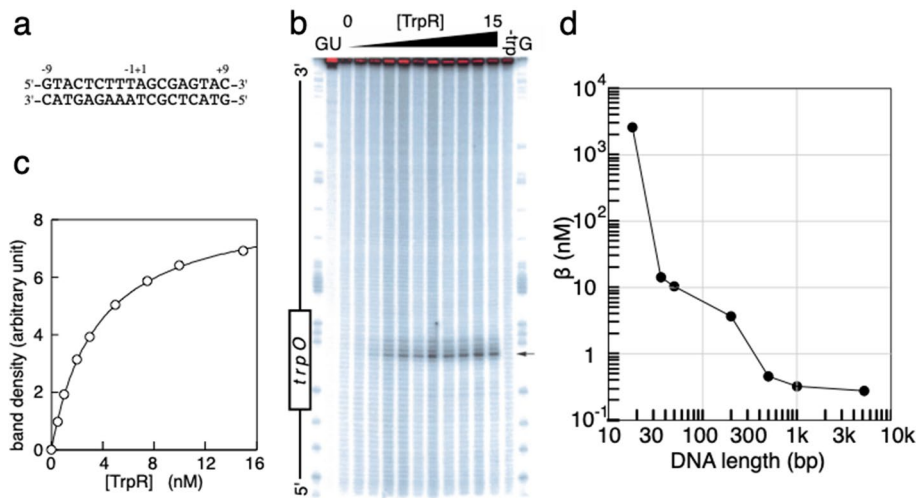 a
-9 -1+1 +9
5'-GTACTCTTTAGCGAGTAC-3'
3'-CATGAGAAATCGCTCATG-5'
b
0 [TrpR] 15 -trp
GU G
3'
trpO
5'
c
8
6
4
2
0
band density (arbitrary unit)
0 4 8 12 16
[TrpR] (nM)
d
10^4
10^3
10^2
10
1
10^-1
β (nM)
10 30 100 300 1k 3k 10k
DNA length (bp)